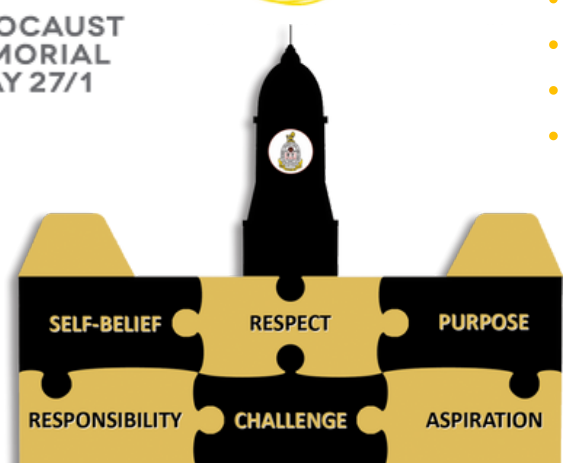 OCAUST
MORIAL
AY 27/1
SELF-BELIEF RESPECT PURPOSE
RESPONSIBILITY CHALLENGE ASPIRATION